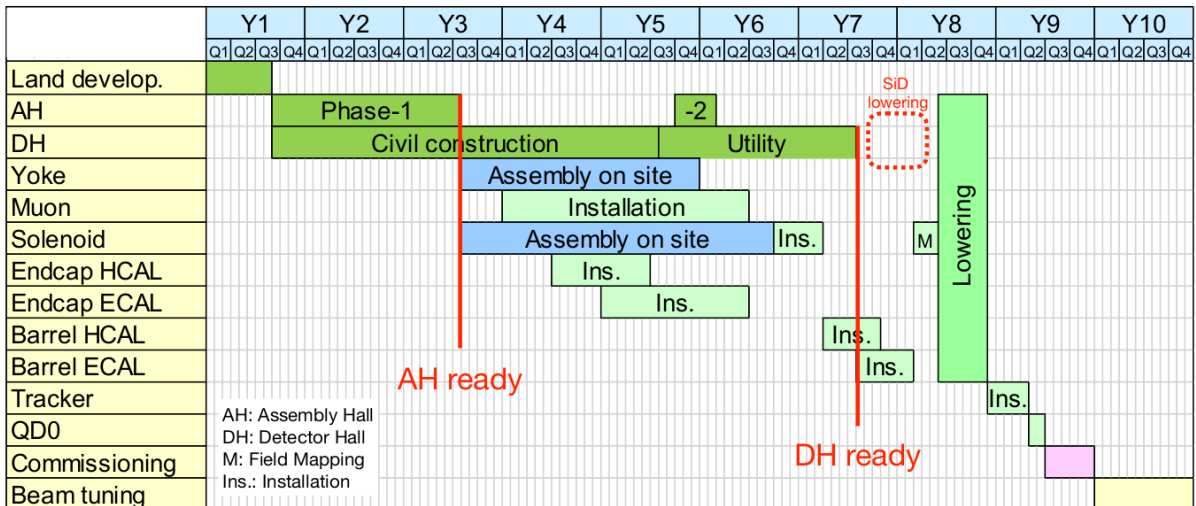 Y1 Y2 Y3 Y4 Y5 Y6 Y7 Y8 Y9 Y10
Q1 Q2 Q3 Q4 Q1 Q2 Q3 Q4 Q1 Q2 Q3 Q4 Q1 Q2 Q3 Q4 Q1 Q2 Q3 Q4 Q1 Q2 Q3 Q4 Q1 Q2 Q3 Q4 Q1 Q2 Q3 Q4 Q1 Q2 Q3 Q4 Q1 Q2 Q3 Q4
Land develop.
SiD
lowering
AH Phase-1 -2
DH Civil construction Utility
Yoke Assembly on site
Muon Installation
Solenoid Assembly on site Ins. M
Lowering
Endcap HCAL Ins.
Endcap ECAL Ins.
Barrel HCAL Ins.
Barrel ECAL Ins.
AH ready
Tracker Ins.
QD0
DH ready
Commissioning
Beam tuning
AH: Assembly Hall
DH: Detector Hall
M: Field Mapping
Ins.: Installation